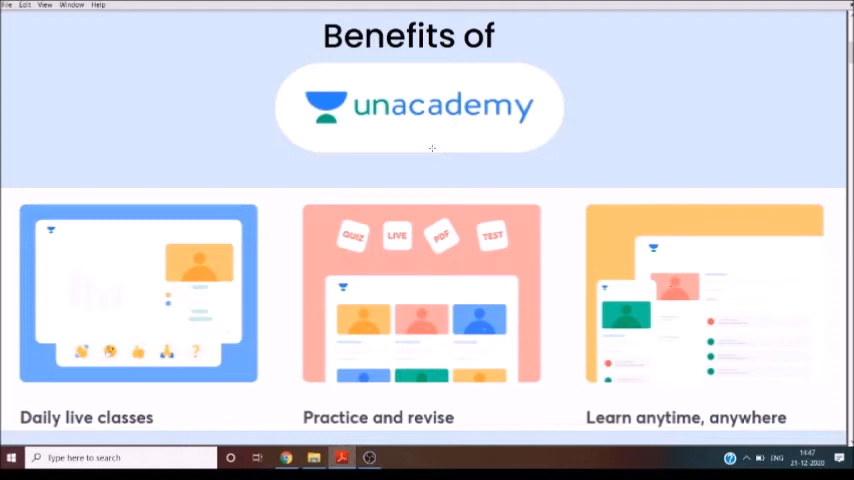 File Edit View Window Help
Benefits of
unacademy
QUIZ LIVE PDF TEST
Daily live classes
Practice and revise
Learn anytime, anywhere
Type here to search
ENG
14:47
21-12-2020